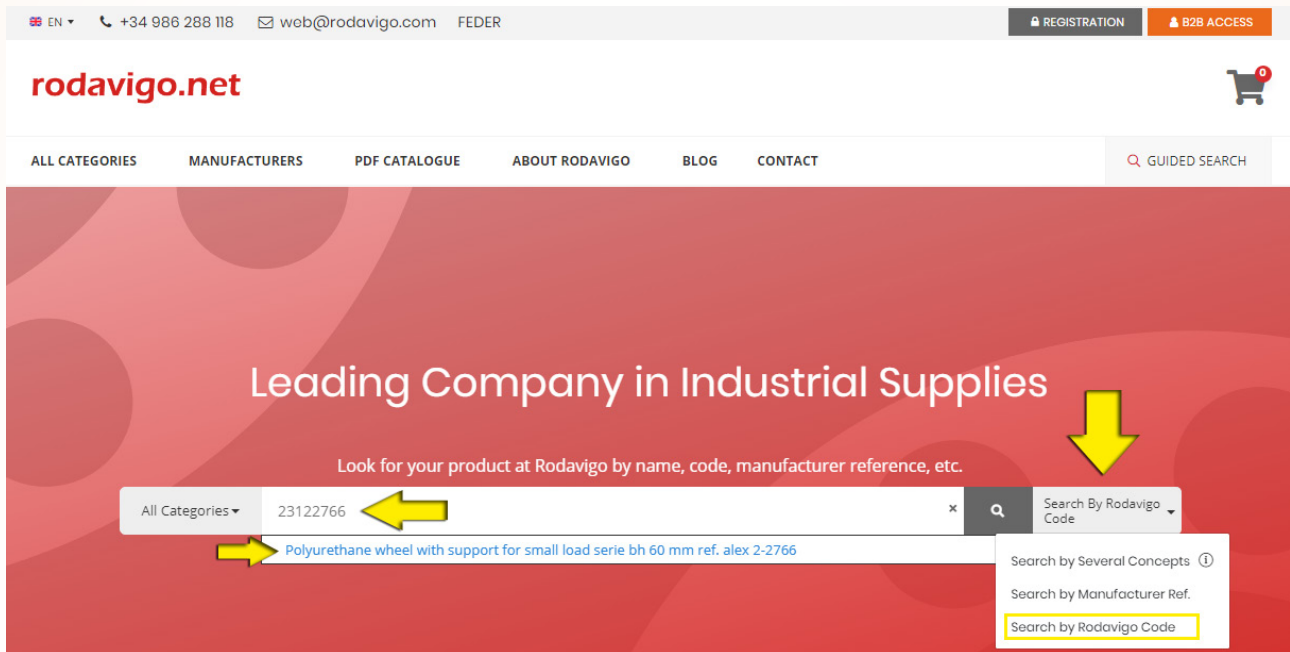 EN +34 986 288 118 web@rodavigo.com FEDER REGISTRATION B2B ACCESS
rodavigo.net 0
ALL CATEGORIES MANUFACTURERS PDF CATALOGUE ABOUT RODAVIGO BLOG CONTACT GUIDED SEARCH
Leading Company in Industrial Supplies
Look for your product at Rodavigo by name, code, manufacturer reference, etc.
All Categories 23122766 × Search By Rodavigo
Code
Polyurethane wheel with support for small load serie bh 60 mm ref. alex 2-2766
Search by Several Concepts i
Search by Manufacturer Ref.
Search by Rodavigo Code